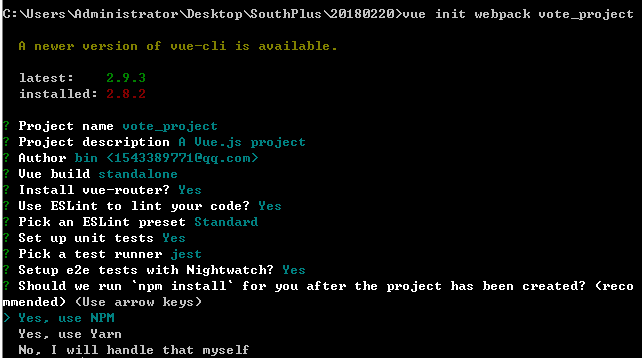 C:\Users\Administrator\Desktop\SouthPlus\20180220>vue init webpack vote_project
A newer version of vue-cli is available.
latest: 2.9.3
installed: 2.8.2
? Project name vote_project
? Project description A Vue.js project
? Author bin <1543389771@qq.com>
? Vue build standalone
? Install vue-router? Yes
? Use ESLint to lint your code? Yes
? Pick an ESLint preset Standard
? Set up unit tests Yes
? Pick a test runner jest
? Setup e2e tests with Nightwatch? Yes
? Should we run `npm install` for you after the project has been created? (reco
mmended) (Use arrow keys)
> Yes, use NPM
Yes, use Yarn
No, I will handle that myself